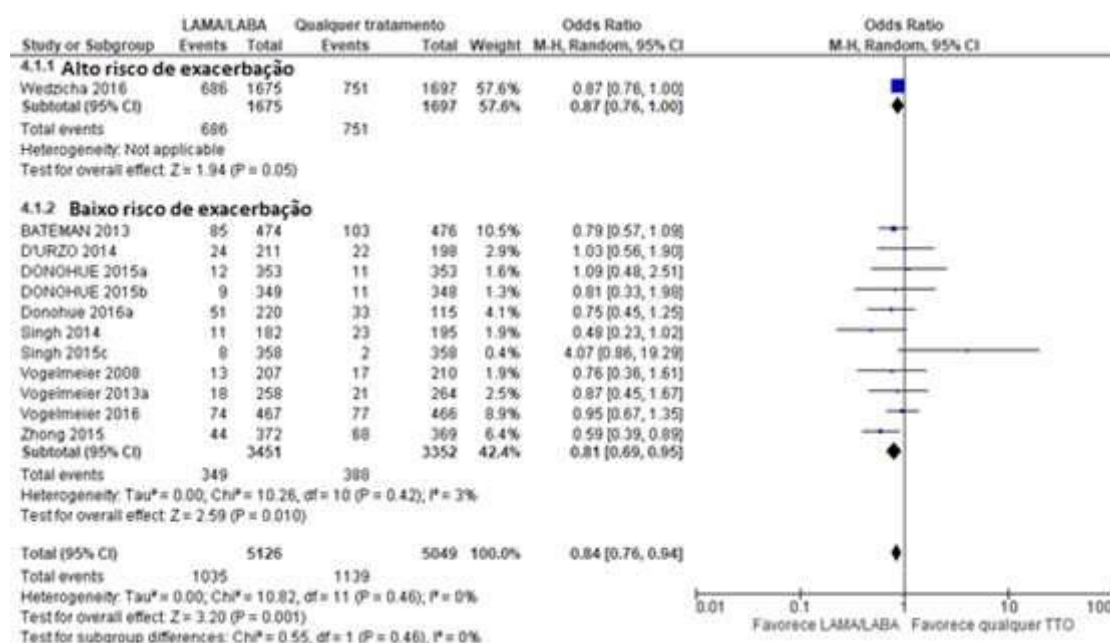 LAMA/LABA Qualquer tratamento Odds Ratio Odds Ratio
Study or Subgroup Events Total Events Total Weight M-H, Random, 95% CI M-H, Random, 95% CI
4.1.1 Alto risco de exacerbação
Wedzicha 2016 686 1675 751 1697 57.6% 0.87 [0.76, 1.00]
Subtotal (95% CI) 1675 1697 57.6% 0.87 [0.76, 1.00]
Total events 686 751
Heterogeneity: Not applicable
Test for overall effect: Z = 1.94 (P = 0.05)
4.1.2 Baixo risco de exacerbação
BATEMAN 2013 85 474 103 476 10.5% 0.79 [0.57, 1.09]
D'URZO 2014 24 211 22 198 2.9% 1.03 [0.56, 1.90]
DONOHUE 2015a 12 353 11 353 1.6% 1.09 [0.48, 2.51]
DONOHUE 2015b 9 349 11 348 1.3% 0.81 [0.33, 1.98]
Donohue 2016a 51 220 33 115 4.1% 0.75 [0.45, 1.25]
Singh 2014 11 182 23 195 1.9% 0.48 [0.23, 1.02]
Singh 2015c 8 358 2 358 0.4% 4.07 [0.86, 19.29]
Vogelmeier 2008 13 207 17 210 1.9% 0.76 [0.36, 1.61]
Vogelmeier 2013a 18 258 21 264 2.5% 0.87 [0.45, 1.67]
Vogelmeier 2016 74 467 77 466 8.9% 0.95 [0.67, 1.35]
Zhong 2015 44 372 68 369 6.4% 0.59 [0.39, 0.89]
Subtotal (95% CI) 3451 3352 42.4% 0.81 [0.69, 0.95]
Total events 349 388
Heterogeneity: Tau² = 0.00; Chi² = 10.26, df = 10 (P = 0.42); I² = 3%
Test for overall effect: Z = 2.59 (P = 0.010)
Total (95% CI) 5126 5049 100.0% 0.84 [0.76, 0.94]
Total events 1035 1139
Heterogeneity: Tau² = 0.00; Chi² = 10.82, df = 11 (P = 0.46); I² = 0%
Test for overall effect: Z = 3.20 (P = 0.001)
Test for subgroup differences: Chi² = 0.55, df = 1 (P = 0.46), I² = 0%
0.01 0.1 1 10 100
Favorece LAMA/LABA Favorece qualquer TTO